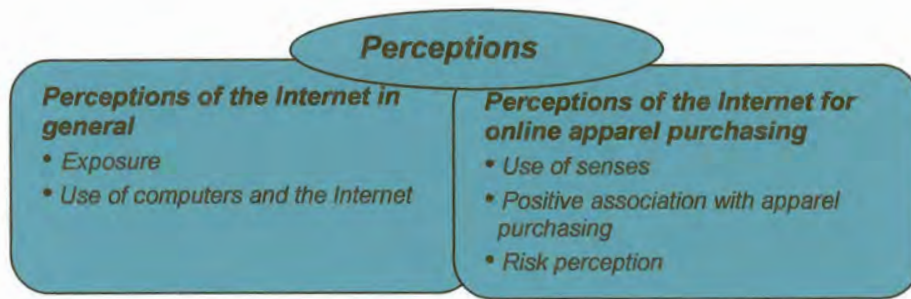 Perceptions
Perceptions of the Internet in
general
• Exposure
• Use of computers and the Internet
Perceptions of the Internet for
online apparel purchasing
• Use of senses
• Positive association with apparel
purchasing
• Risk perception